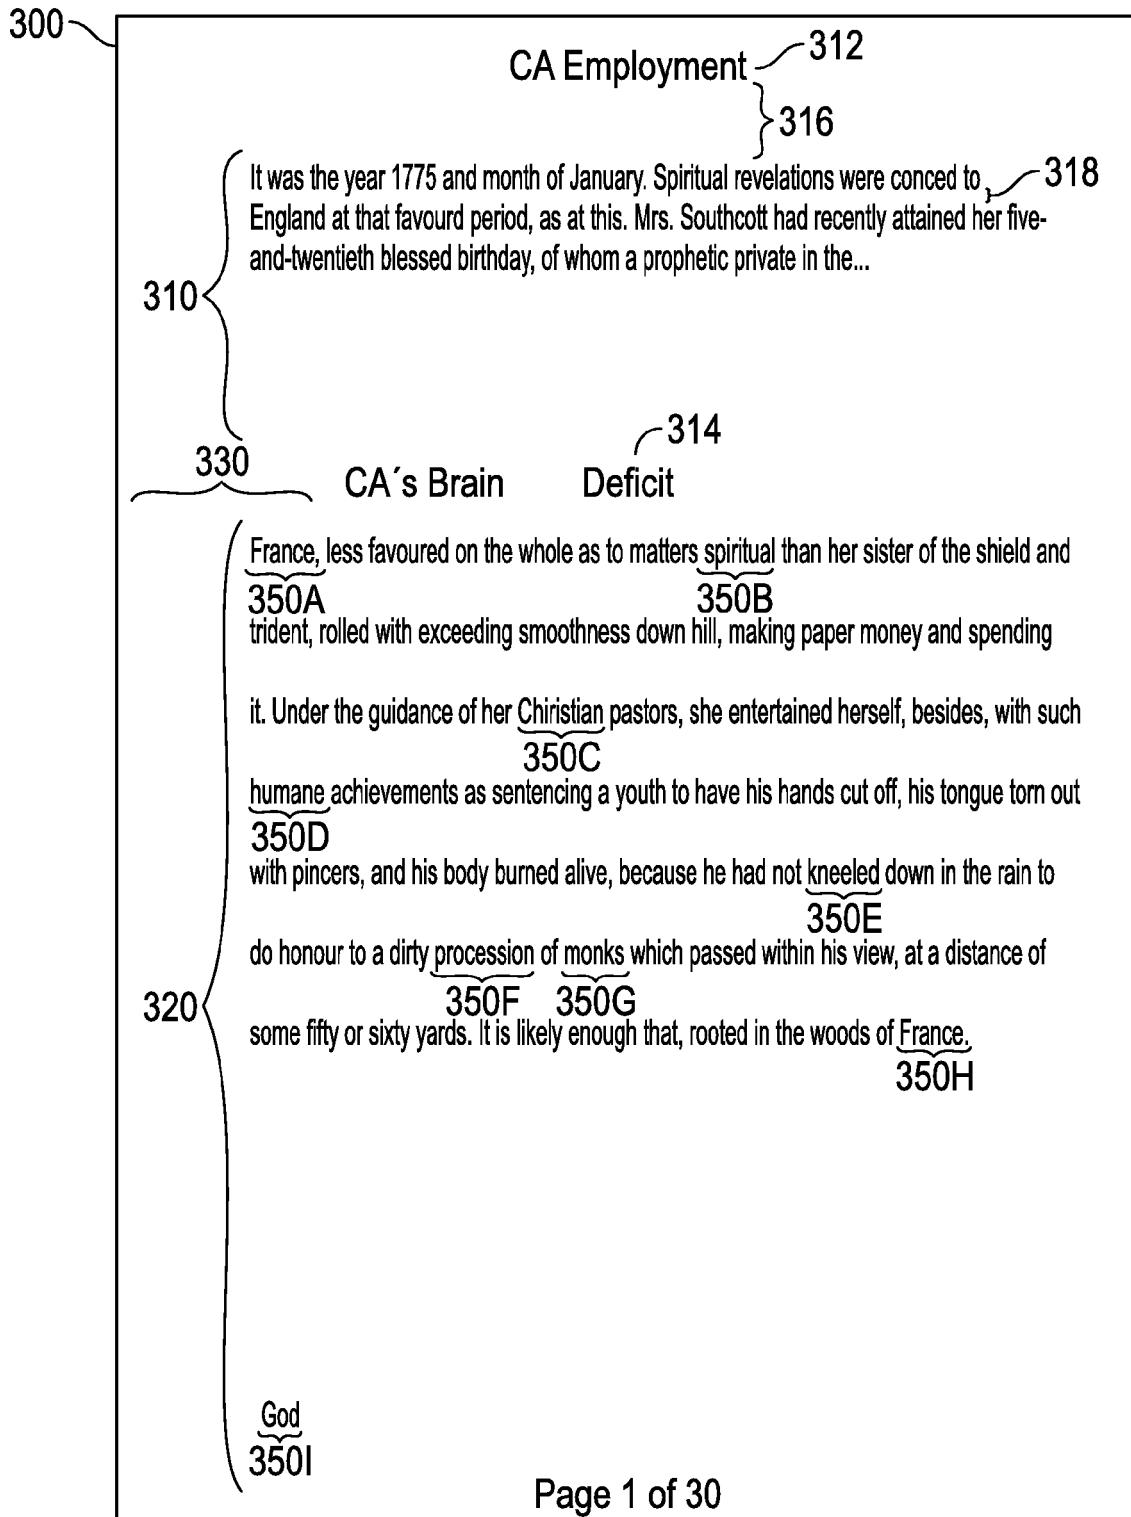 300
CA Employment 312
316
It was the year 1775 and month of January. Spiritual revelations were conced to 318
England at that favourd period, as at this. Mrs. Southcott had recently attained her five-
and-twentieth blessed birthday, of whom a prophetic private in the...
310
314
330
CA´s Brain Deficit
France, less favoured on the whole as to matters spiritual than her sister of the shield and
350A 350B
trident, rolled with exceeding smoothness down hill, making paper money and spending
it. Under the guidance of her Chiristian pastors, she entertained herself, besides, with such
350C
humane achievements as sentencing a youth to have his hands cut off, his tongue torn out
350D
with pincers, and his body burned alive, because he had not kneeled down in the rain to
350E
do honour to a dirty procession of monks which passed within his view, at a distance of
320 350F 350G
some fifty or sixty yards. It is likely enough that, rooted in the woods of France.
350H
God
350I
Page 1 of 30